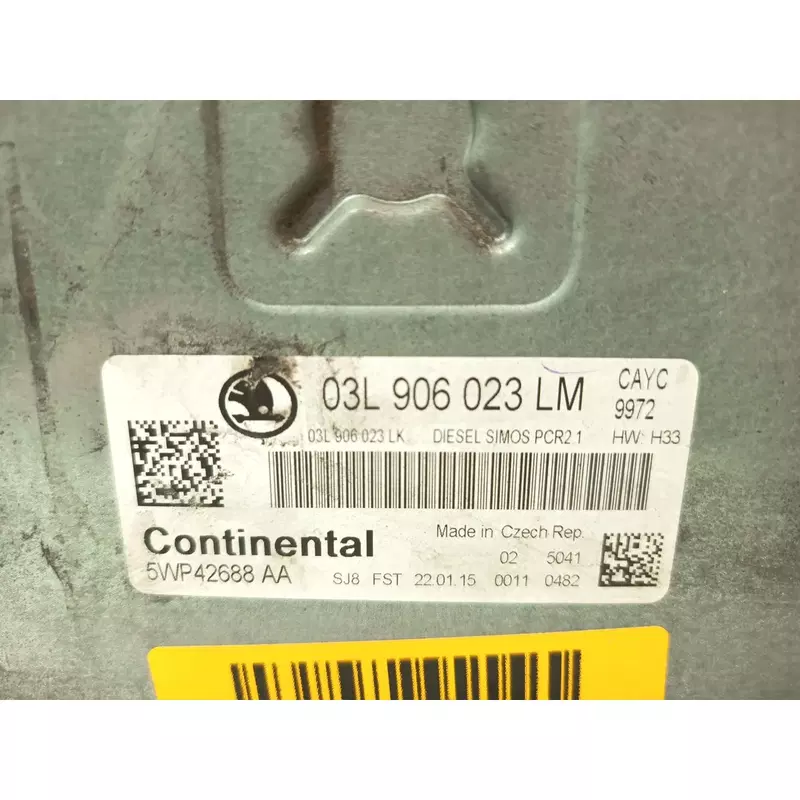 03L 906 023 LM CAYC
9972
03L 906 023 LK DIESEL SIMOS PCR2.1 HW: H33
Continental Made in Czech Rep.
02 5041
5WP42688 AA SJ8 FST 22.01.15 0011 0482